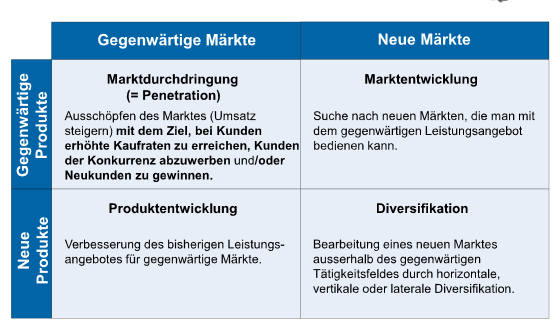 Gegenwärtige Märkte
Neue Märkte
Gegenwärtige
Produkte
Marktdurchdringung
(= Penetration)
Ausschöpfen des Marktes (Umsatz
steigern) mit dem Ziel, bei Kunden
erhöhte Kaufraten zu erreichen, Kunden
der Konkurrenz abzuwerben und/oder
Neukunden zu gewinnen.
Marktentwicklung
Suche nach neuen Märkten, die man mit
dem gegenwärtigen Leistungsangebot
bedienen kann.
Neue
Produkte
Produktentwicklung
Verbesserung des bisherigen Leistungs-
angebotes für gegenwärtige Märkte.
Diversifikation
Bearbeitung eines neuen Marktes
ausserhalb des gegenwärtigen
Tätigkeitsfeldes durch horizontale,
vertikale oder laterale Diversifikation.